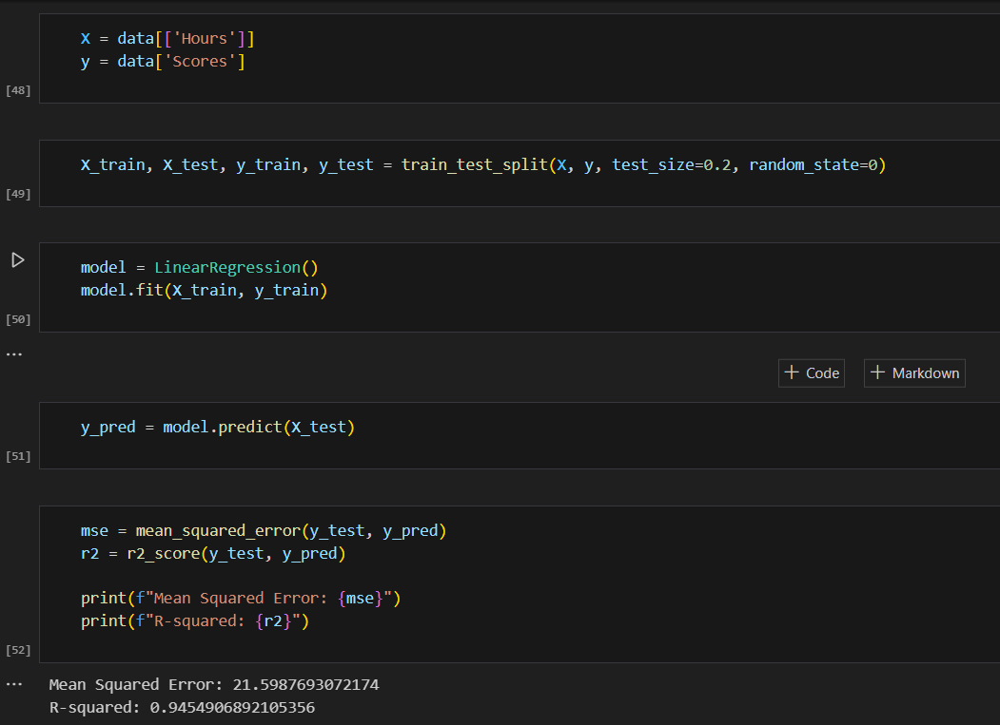 X = data[['Hours']]
y = data['Scores']
[48]
X_train, X_test, y_train, y_test = train_test_split(X, y, test_size=0.2, random_state=0)
[49]
model = LinearRegression()
model.fit(X_train, y_train)
[50]
...
+ Code + Markdown
y_pred = model.predict(X_test)
[51]
mse = mean_squared_error(y_test, y_pred)
r2 = r2_score(y_test, y_pred)
print(f"Mean Squared Error: {mse}")
print(f"R-squared: {r2}")
[52]
... Mean Squared Error: 21.5987693072174
R-squared: 0.9454906892105356